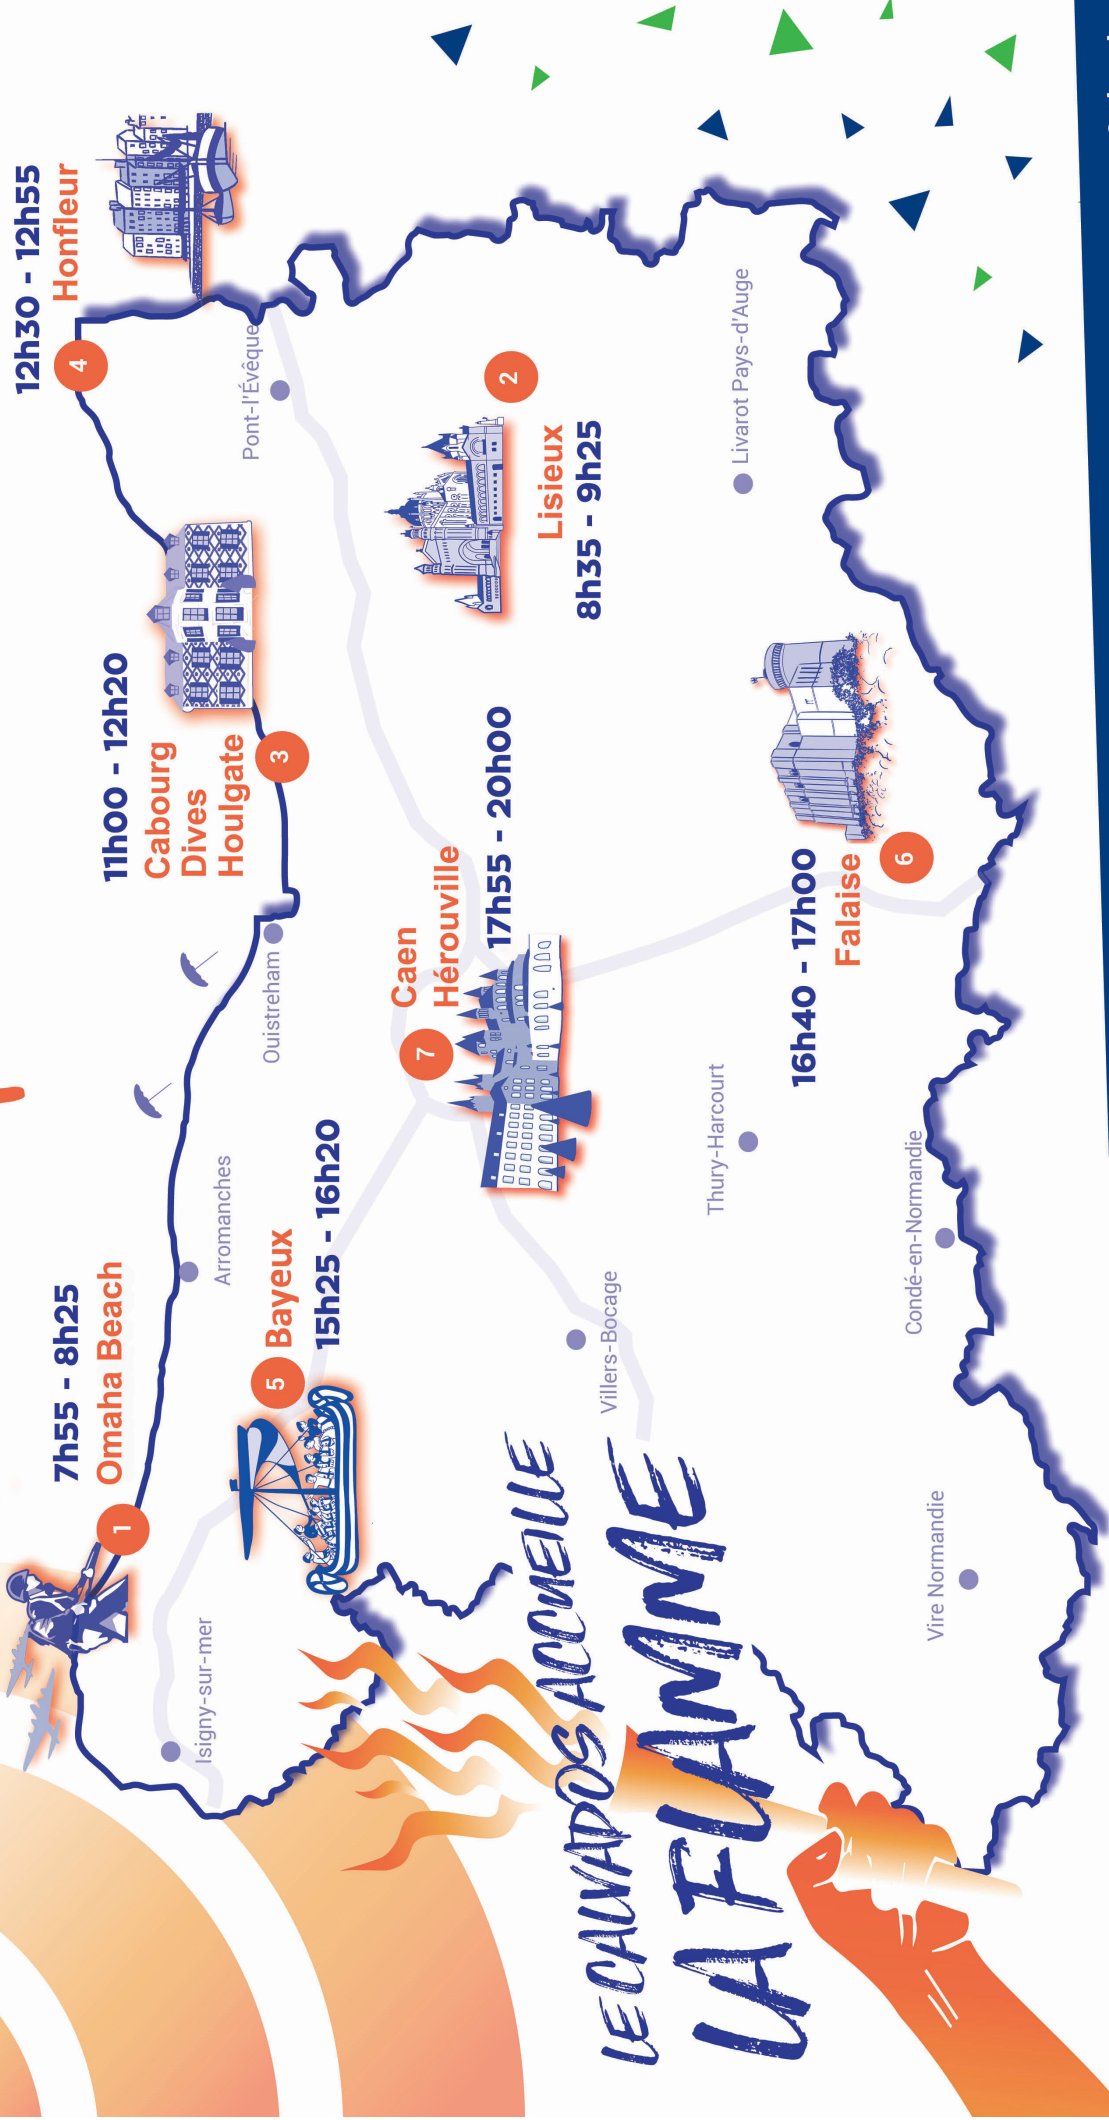 7h55 - 8h25
Omaha Beach
1
11h00 - 12h20
Cabourg
Dives
Houlgate
3
12h30 - 12h55
Honfleur
4
Isigny-sur-mer
Arromanches
Ouistreham
Pont-l'Évêque
5
Bayeux
15h25 - 16h20
7
Caen
Hérouville
17h55 - 20h00
2
Lisieux
8h35 - 9h25
LE CALVADOS ACCUEILLE
LA FLAMME
Villers-Bocage
Thury-Harcourt
Livarot Pays-d'Auge
16h40 - 17h00
Falaise
6
Condé-en-Normandie
Vire Normandie